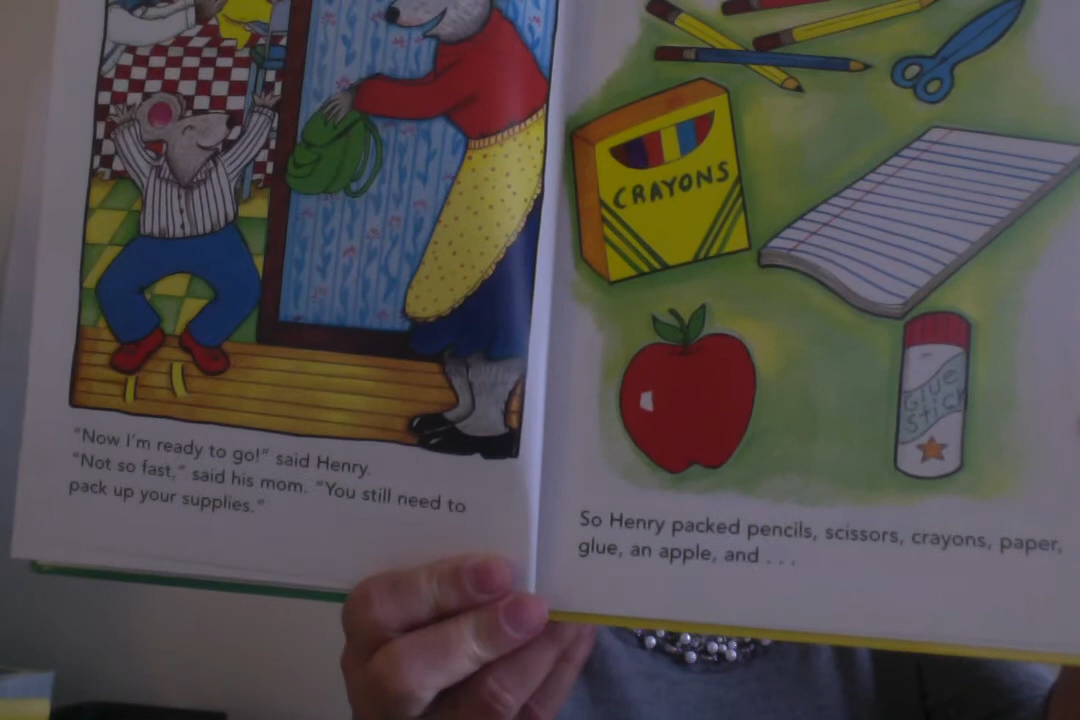 "Now I'm ready to go!" said Henry.
"Not so fast," said his mom. "You still need to
pack up your supplies."
CRAYONS
GLUE
STICK
So Henry packed pencils, scissors, crayons, paper,
glue, an apple, and . . .